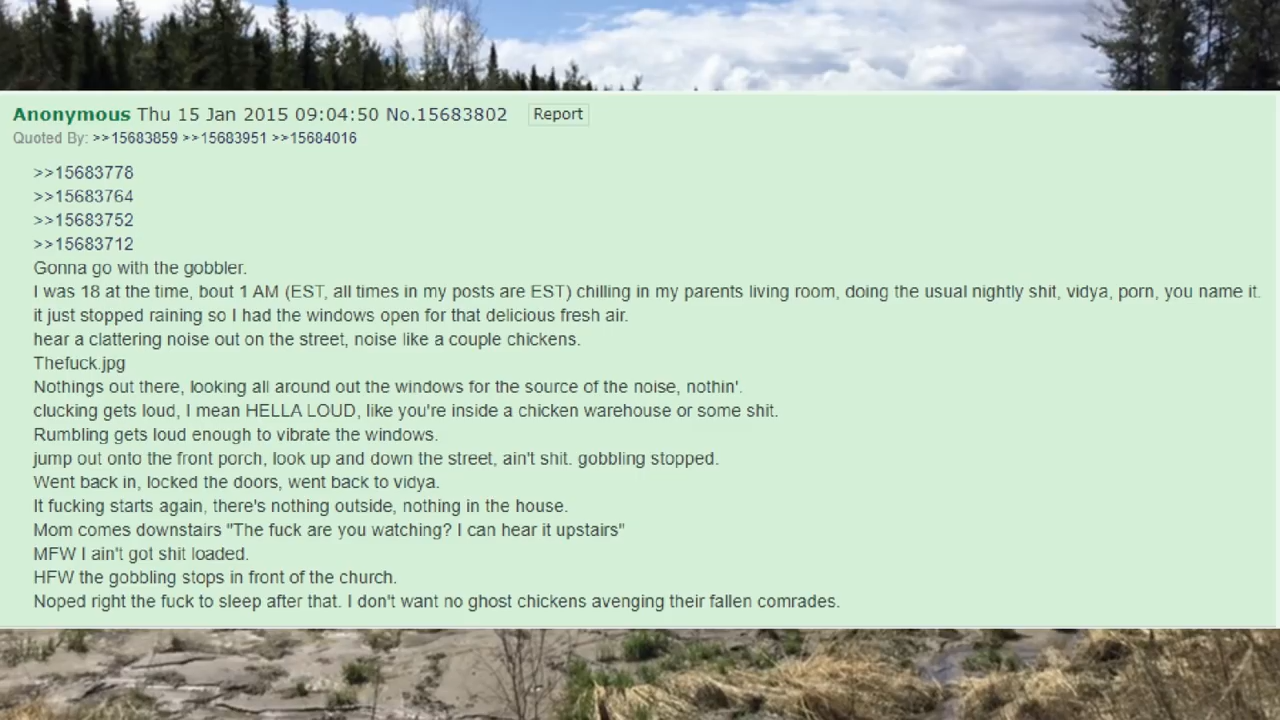 Anonymous Thu 15 Jan 2015 09:04:50 No.15683802 Report
Quoted By: >>15683859 >>15683951 >>15684016
>>15683778
>>15683764
>>15683752
>>15683712
Gonna go with the gobbler.
I was 18 at the time, bout 1 AM (EST, all times in my posts are EST) chilling in my parents living room, doing the usual nightly shit, vidya, porn, you name it.
it just stopped raining so I had the windows open for that delicious fresh air.
hear a clattering noise out on the street, noise like a couple chickens.
Thefuck.jpg
Nothings out there, looking all around out the windows for the source of the noise, nothin'.
clucking gets loud, I mean HELLA LOUD, like you're inside a chicken warehouse or some shit.
Rumbling gets loud enough to vibrate the windows.
jump out onto the front porch, look up and down the street, ain't shit. gobbling stopped.
Went back in, locked the doors, went back to vidya.
It fucking starts again, there's nothing outside, nothing in the house.
Mom comes downstairs "The fuck are you watching? I can hear it upstairs"
MFW I ain't got shit loaded.
HFW the gobbling stops in front of the church.
Noped right the fuck to sleep after that. I don't want no ghost chickens avenging their fallen comrades.